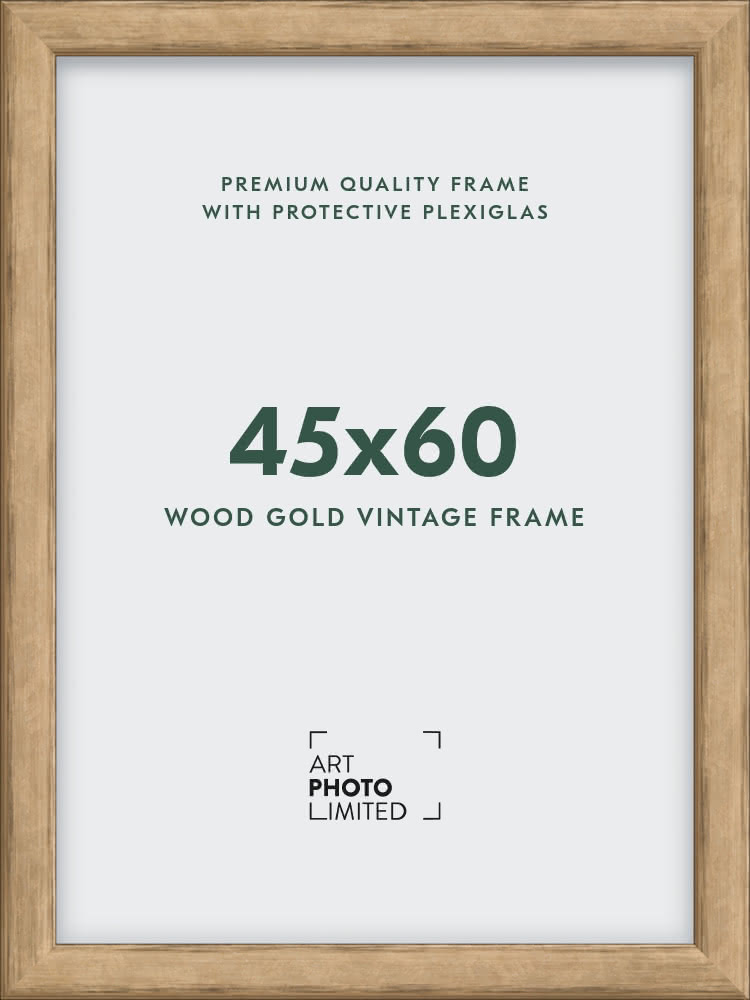 PREMIUM QUALITY FRAME
WITH PROTECTIVE PLEXIGLAS
45x60
WOOD GOLD VINTAGE FRAME
ART
PHOTO
LIMITED